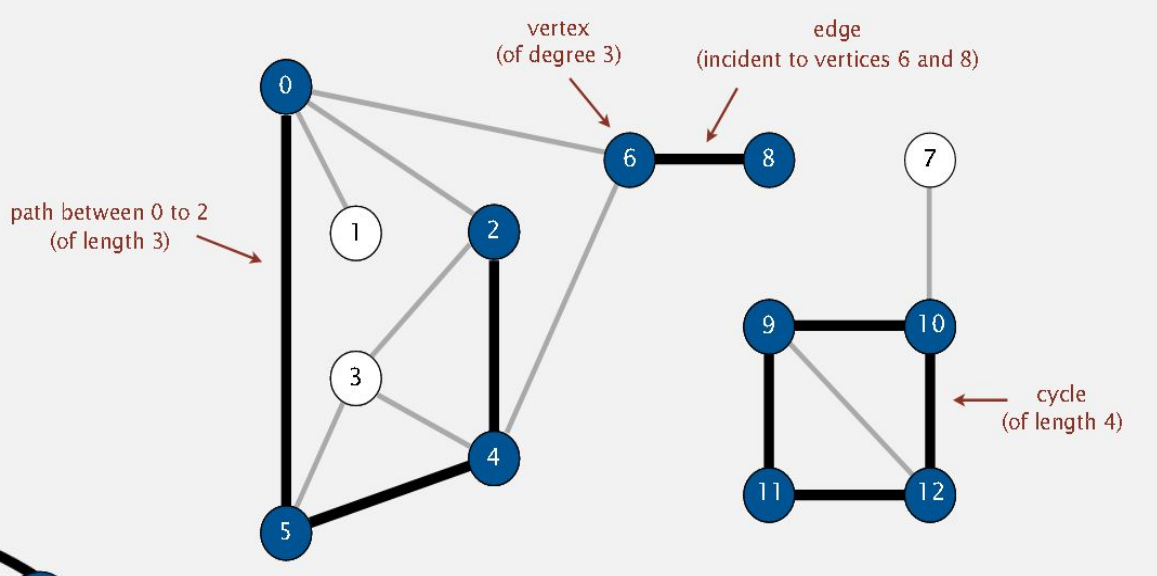 vertex
(of degree 3)
edge
(incident to vertices 6 and 8)
0
6
8
7
path between 0 to 2
(of length 3)
1
2
9
10
3
cycle
(of length 4)
4
11
12
5